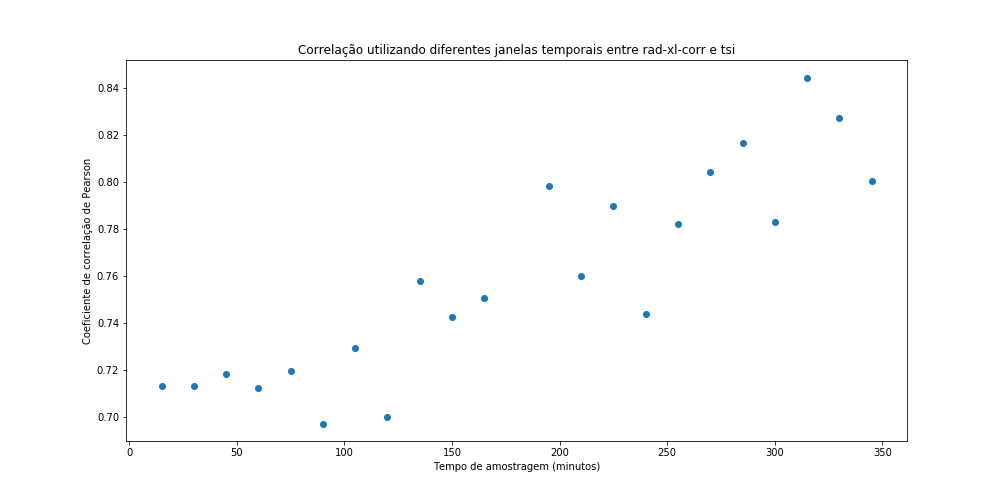 Correlação utilizando diferentes janelas temporais entre rad-xl-corr e tsi
Coeficiente de correlação de Pearson
0.84
0.82
0.80
0.78
0.76
0.74
0.72
0.70
0 50 100 150 200 250 300 350
Tempo de amostragem (minutos)